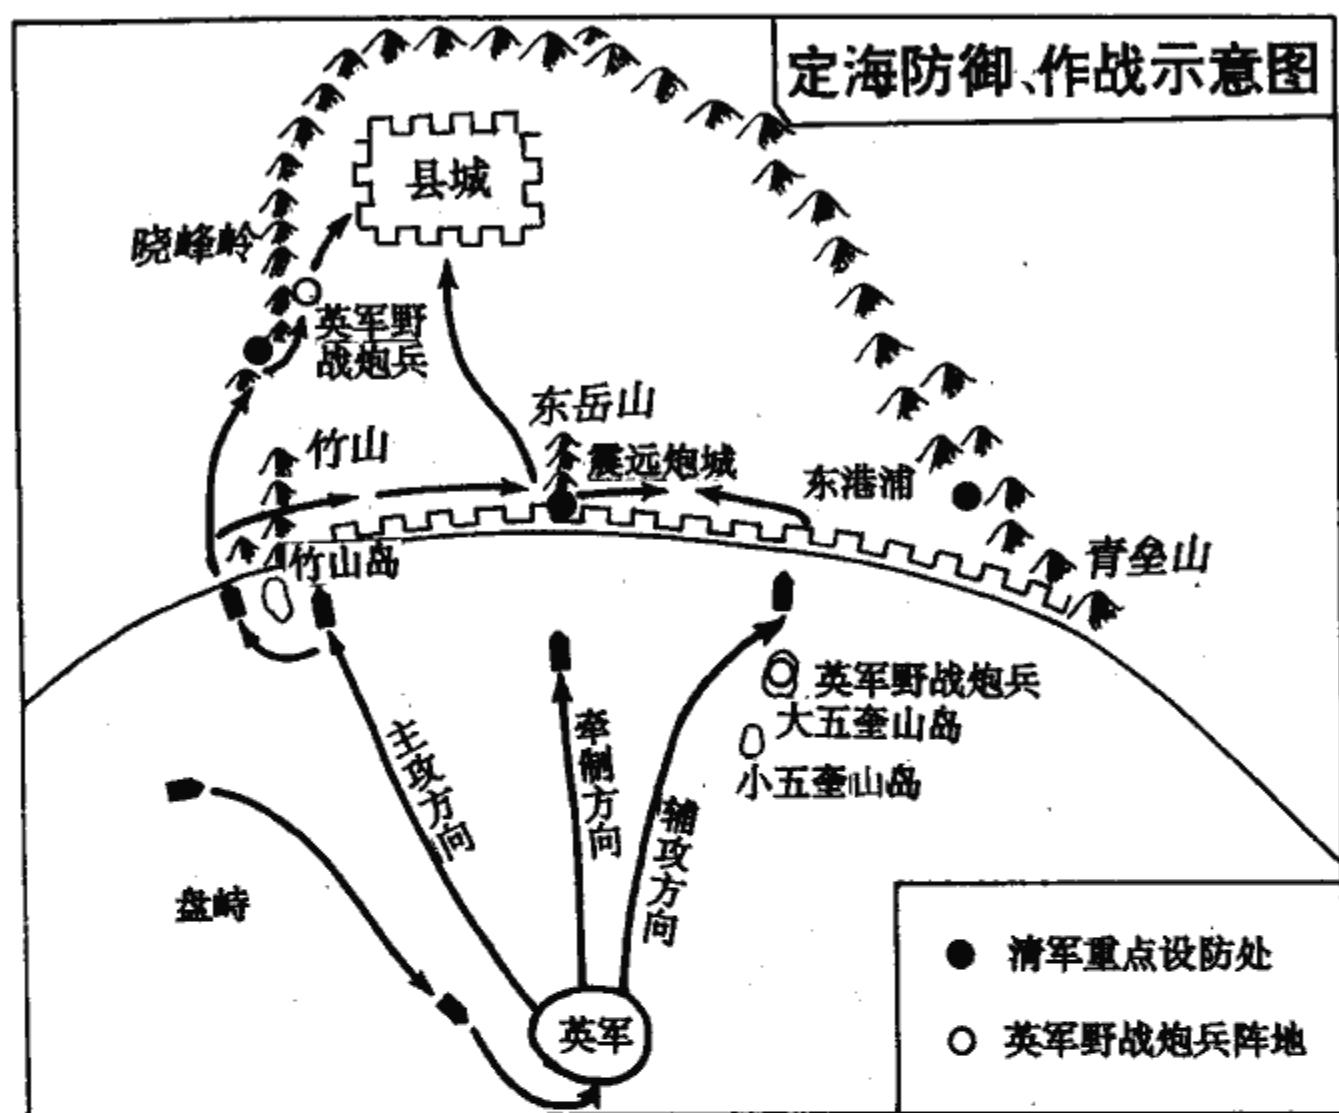 定海防御、作战示意图
县城
晓峰岭
英军野
战炮兵
东岳山
竹山
震远炮城
东港浦
竹山岛
青垒山
英军野战炮兵
大五奎山岛
小五奎山岛
主攻方向
牵制方向
辅攻方向
盘峙
英军
清军重点设防处
英军野战炮兵阵地